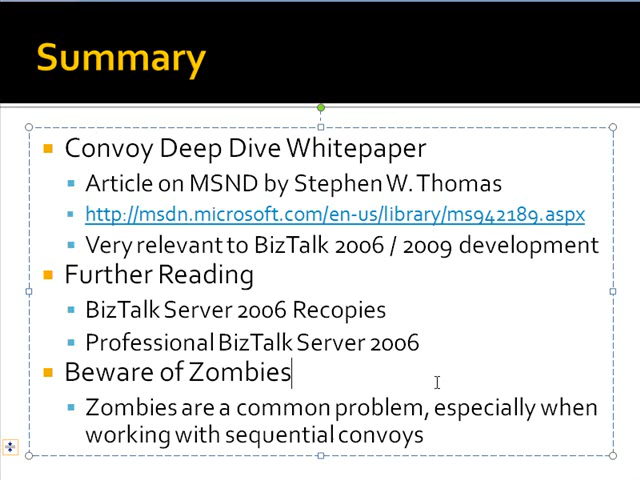 Summary
Convoy Deep Dive Whitepaper
Article on MSND by Stephen W. Thomas
http://msdn.microsoft.com/en-us/library/ms942189.aspx
Very relevant to BizTalk 2006 / 2009 development
Further Reading
BizTalk Server 2006 Recopies
Professional BizTalk Server 2006
Beware of Zombies
Zombies are a common problem, especially when
working with sequential convoys